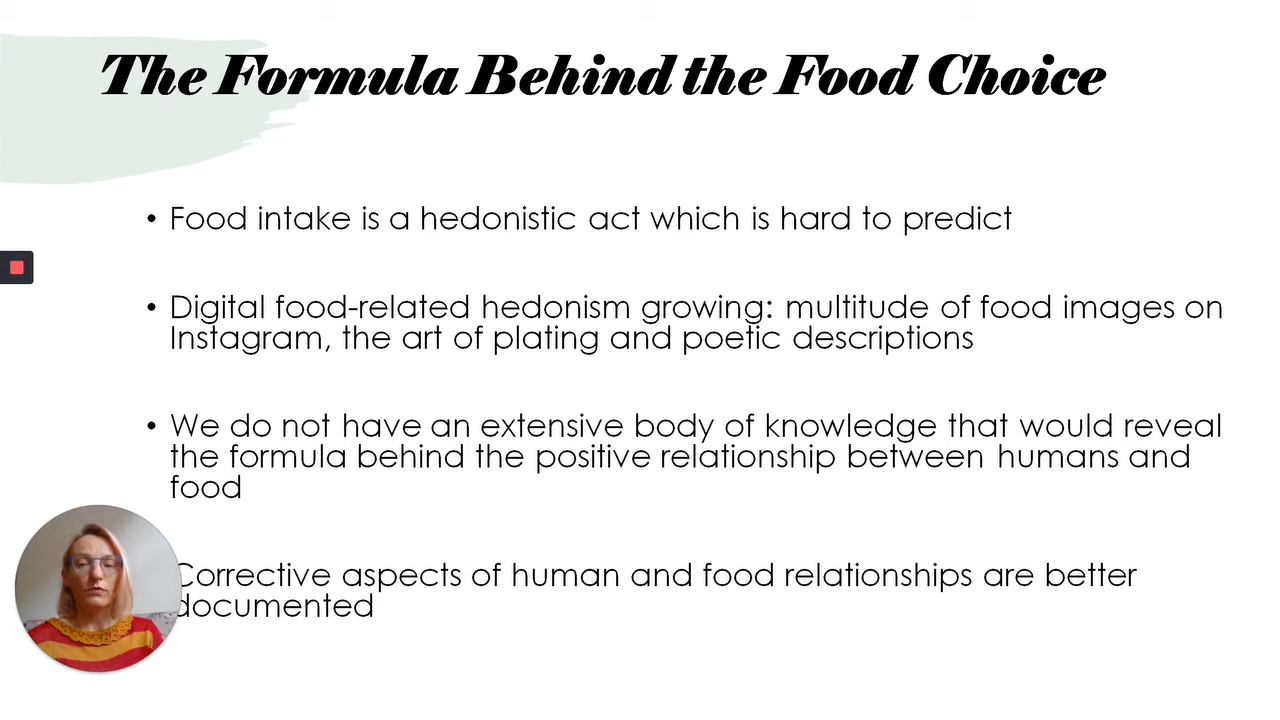 The Formula Behind the Food Choice
• Food intake is a hedonistic act which is hard to predict
• Digital food-related hedonism growing: multitude of food images on
Instagram, the art of plating and poetic descriptions
• We do not have an extensive body of knowledge that would reveal
the formula behind the positive relationship between humans and
food
Corrective aspects of human and food relationships are better
documented